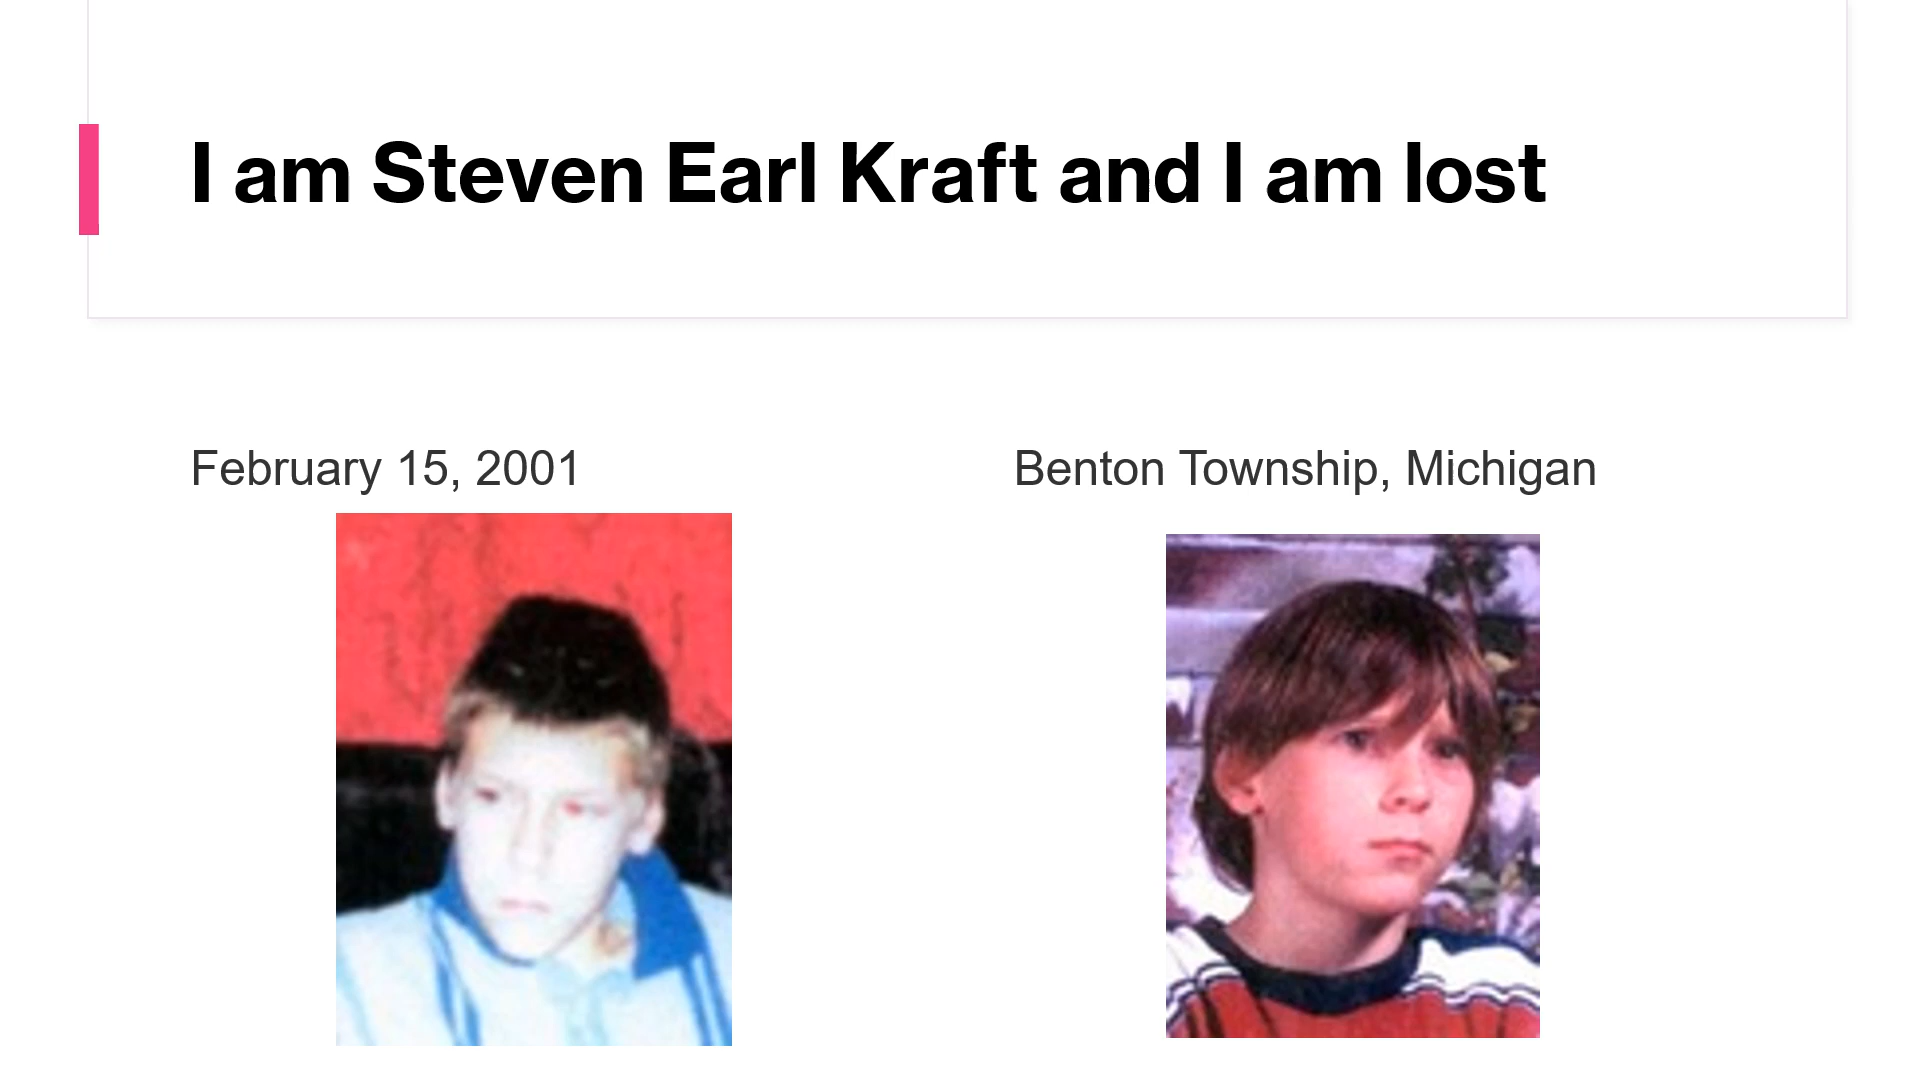 I am Steven Earl Kraft and I am lost
February 15, 2001
Benton Township, Michigan